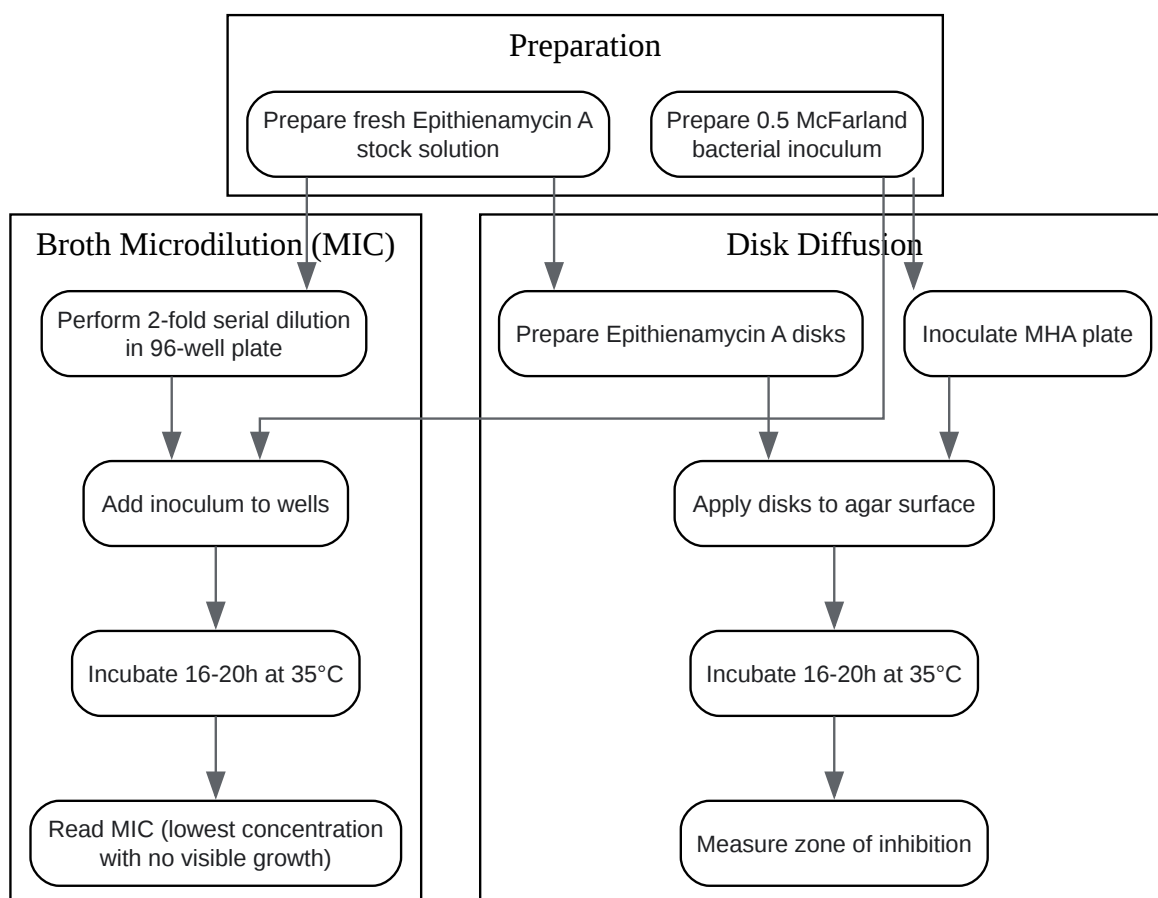 Preparation
Prepare fresh Epithienamycin A
stock solution
Prepare 0.5 McFarland
bacterial inoculum
Broth Microdilution (MIC)
Perform 2-fold serial dilution
in 96-well plate
Add inoculum to wells
Incubate 16-20h at 35°C
Read MIC (lowest concentration
with no visible growth)
Disk Diffusion
Prepare Epithienamycin A disks
Inoculate MHA plate
Apply disks to agar surface
Incubate 16-20h at 35°C
Measure zone of inhibition